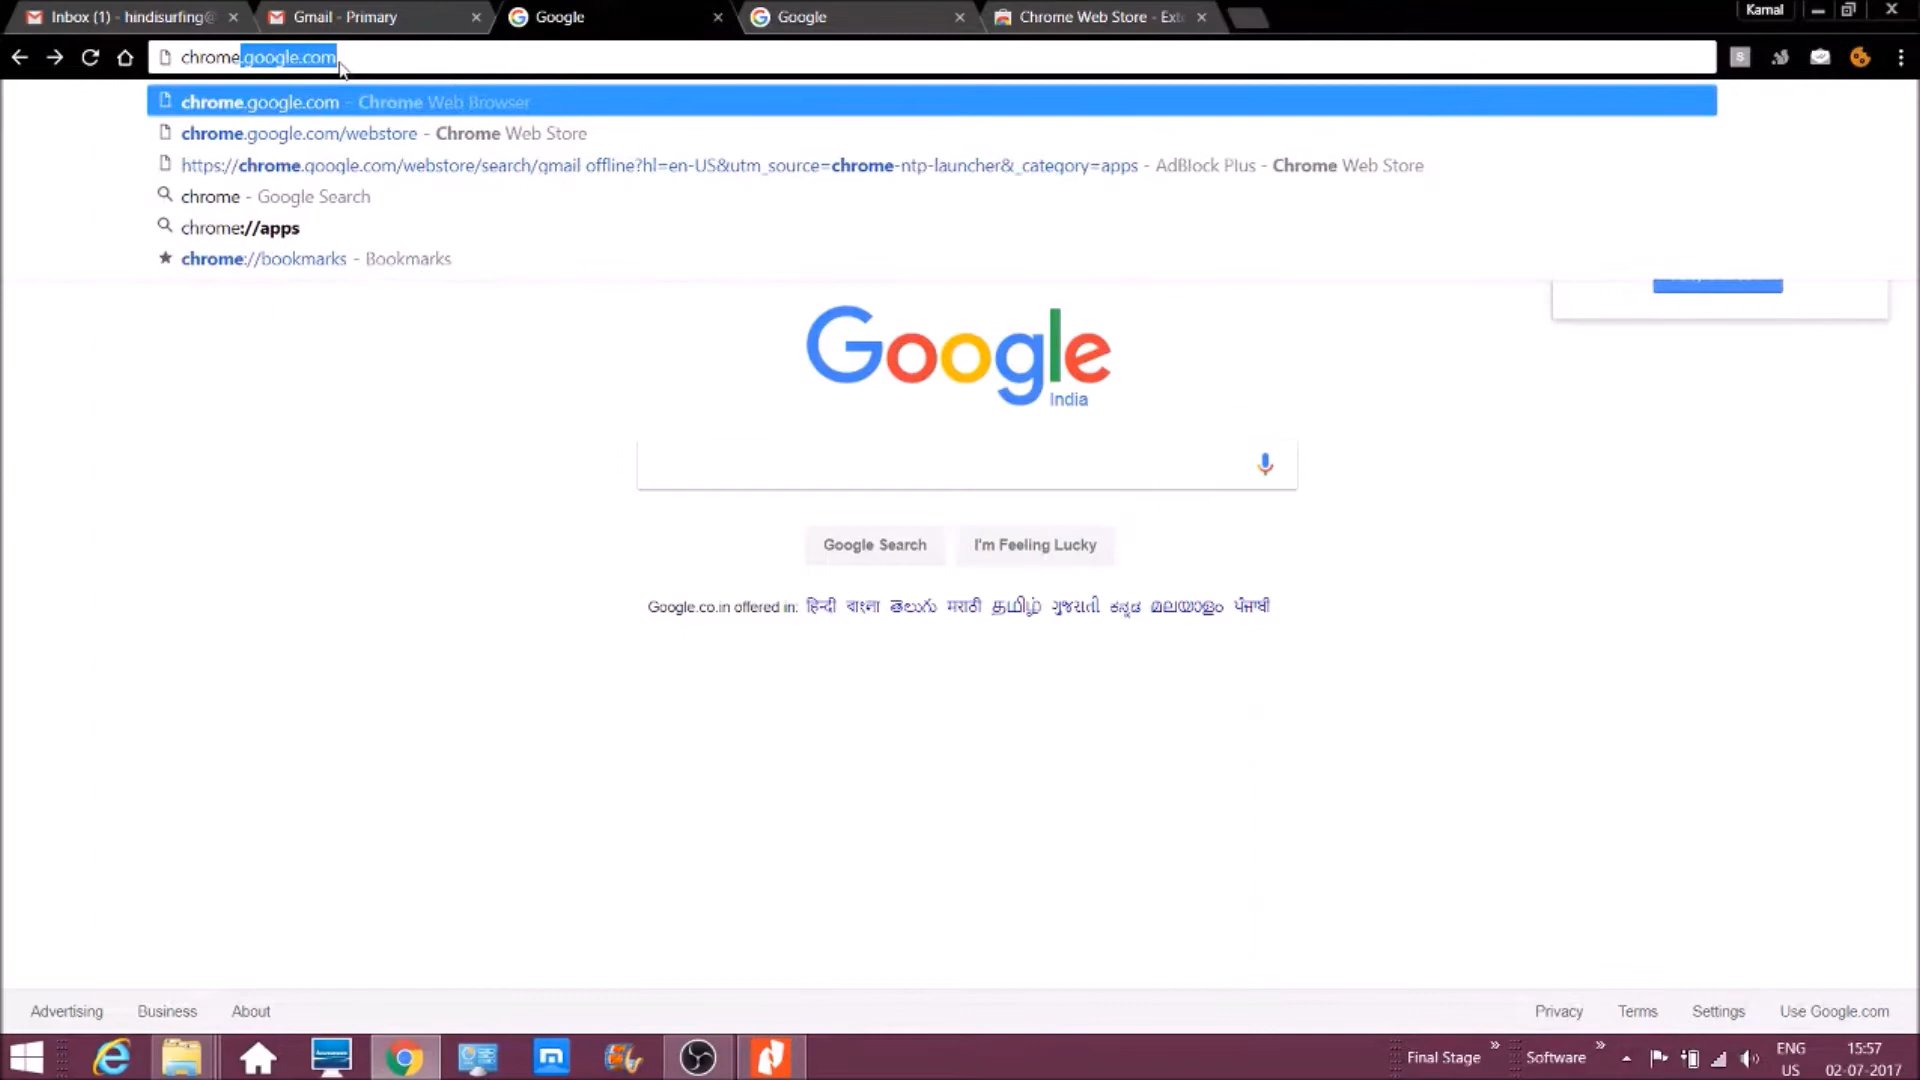 Inbox (1) - hindisurfing@
Gmail - Primary
Google
Google
Chrome Web Store - Ext
Kamal
chrome.google.com
chrome.google.com - Chrome Web Browser
chrome.google.com/webstore - Chrome Web Store
https://chrome.google.com/webstore/search/gmail offline?hl=en-US&utm_source=chrome-ntp-launcher&_category=apps - AdBlock Plus - Chrome Web Store
chrome - Google Search
chrome://apps
chrome://bookmarks - Bookmarks
Google
India
Google Search
I'm Feeling Lucky
Google.co.in offered in: हिन्दी বাংলা తెలుగు मराठी தமிழ் ગુજરાતી ಕನ್ನಡ മലയാളം ਪੰਜਾਬੀ
Advertising
Business
About
Privacy
Terms
Settings
Use Google.com
Final Stage
Software
ENG
US
15:57
02-07-2017